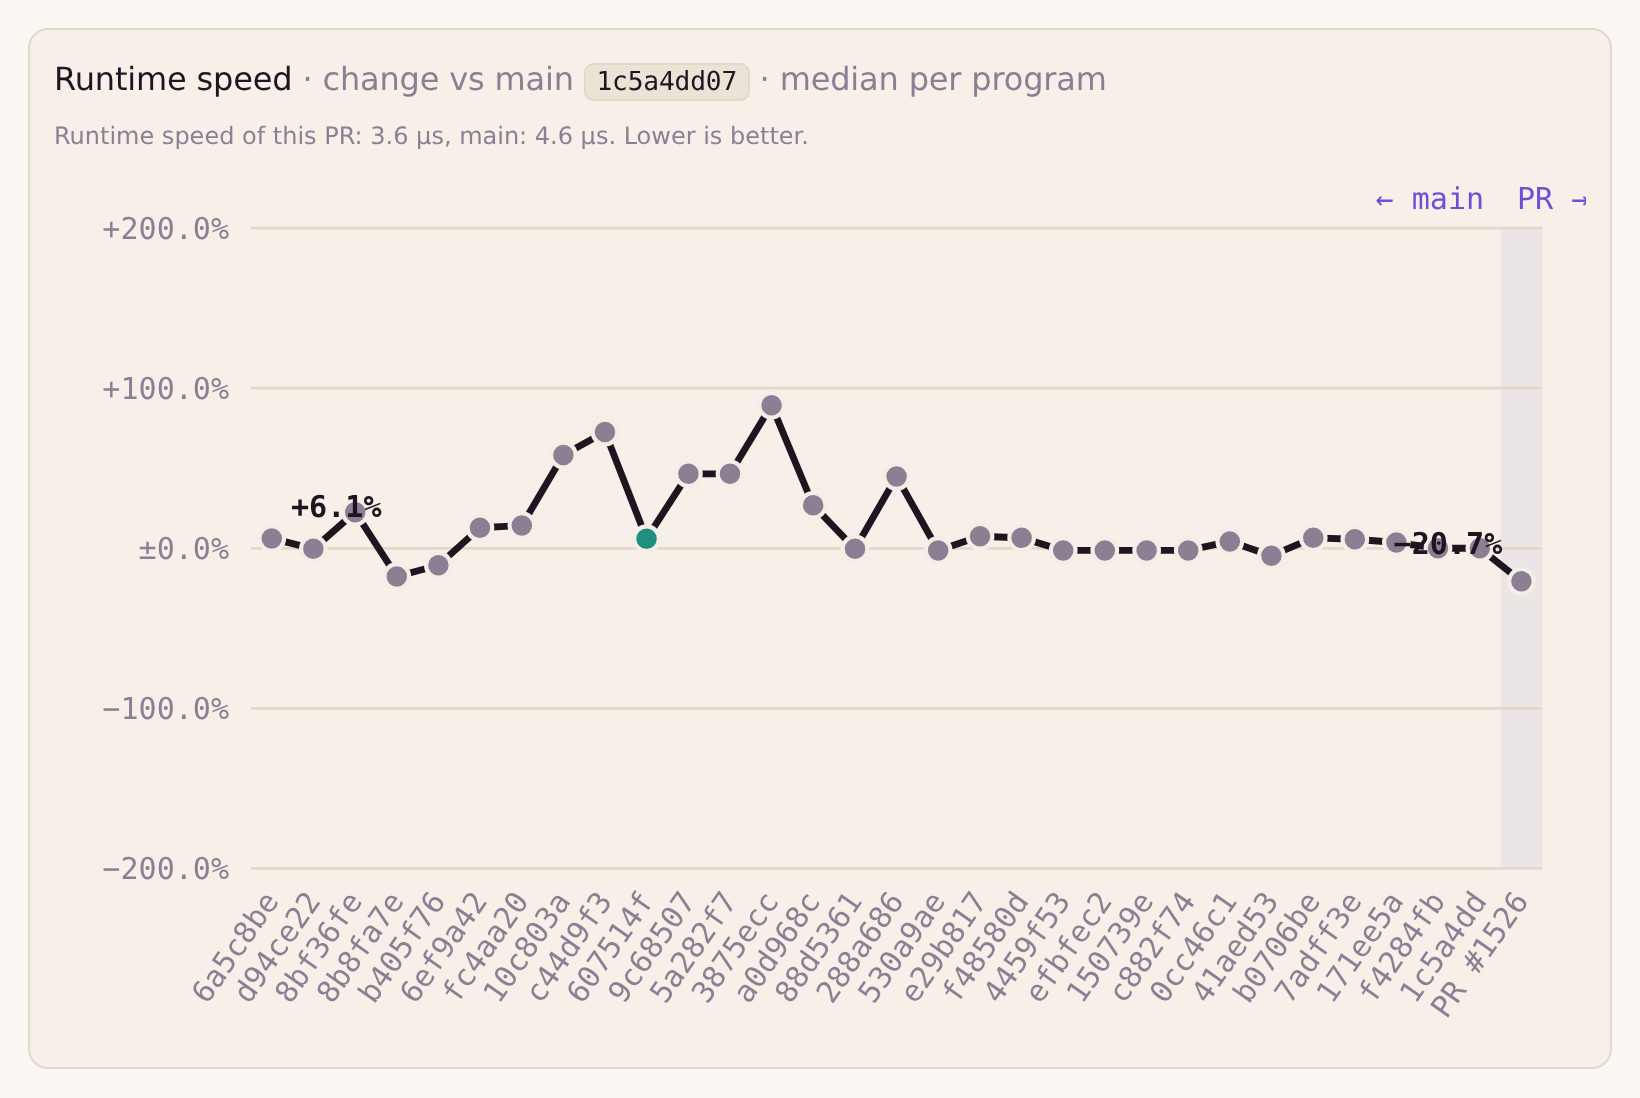 Runtime speed · change vs main 1c5a4dd07 · median per program
Runtime speed of this PR: 3.6 µs, main: 4.6 µs. Lower is better.
← main PR →
+200.0%
+100.0%
±0.0%
−100.0%
−200.0%
+6.1%
−20.7%
6a5c8be
d94ce22
8bf36fe
8b8fa7e
b405f76
6ef9a42
fc4aa20
10c803a
c44d9f3
607514f
9c68507
5a282f7
3875ecc
a0d968c
88d5361
288a686
530a9ae
e29b817
f48580d
4459f53
efbfec2
150739e
c882f74
0cc46c1
41aed53
b0706be
7adff3e
171ee5a
f4284fb
1c5a4dd
PR #1526